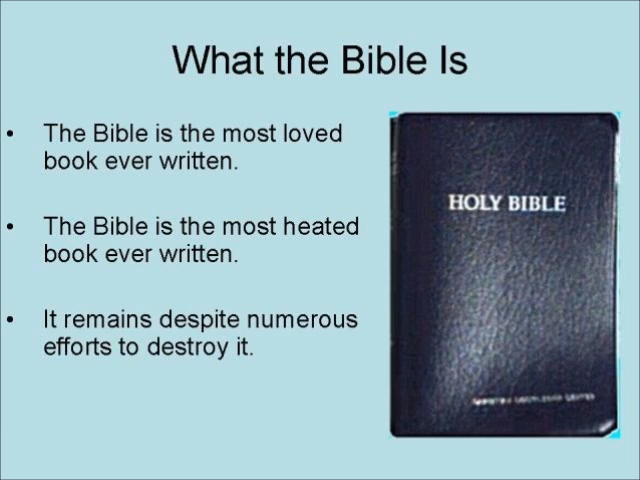 What the Bible Is
• The Bible is the most loved
book ever written.
• The Bible is the most heated
book ever written.
• It remains despite numerous
efforts to destroy it.
HOLY BIBLE